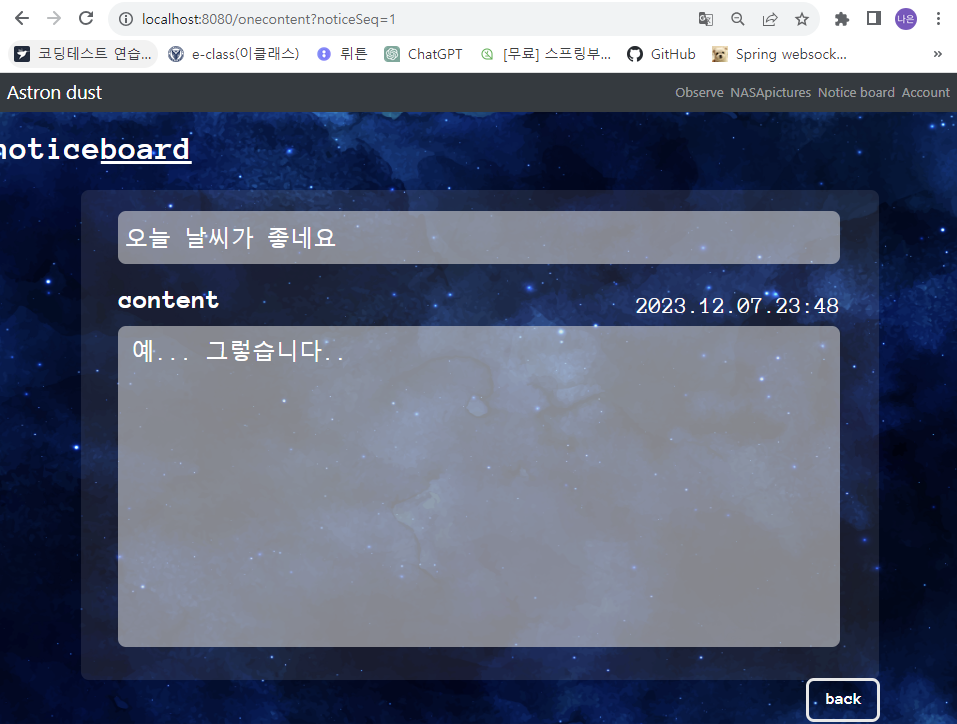 localhost:8080/onecontent?noticeSeq=1
나은
코딩테스트 연습... e-class(이클래스) 뤼튼 ChatGPT [무료] 스프링부... GitHub Spring websock... »
Astron dust Observe NASApictures Notice board Account
noticeboard
오늘 날씨가 좋네요
content 2023.12.07.23:48
예... 그렇습니다..
back